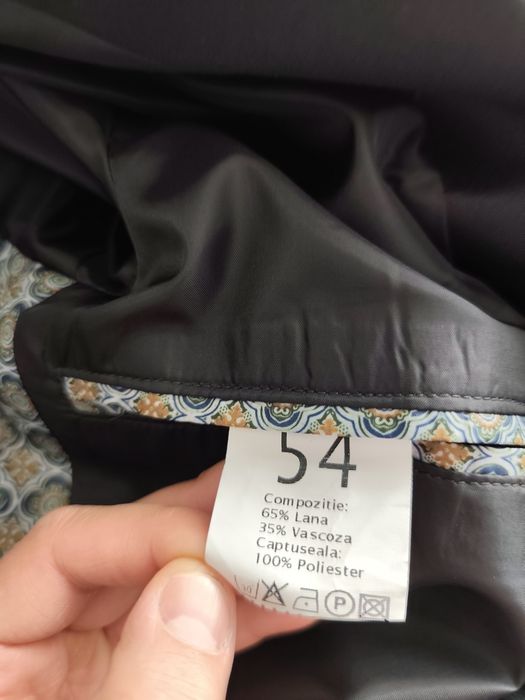 54
Compozitie:
65% Lana
35% Vascoza
Captuseala:
100% Poliester
P